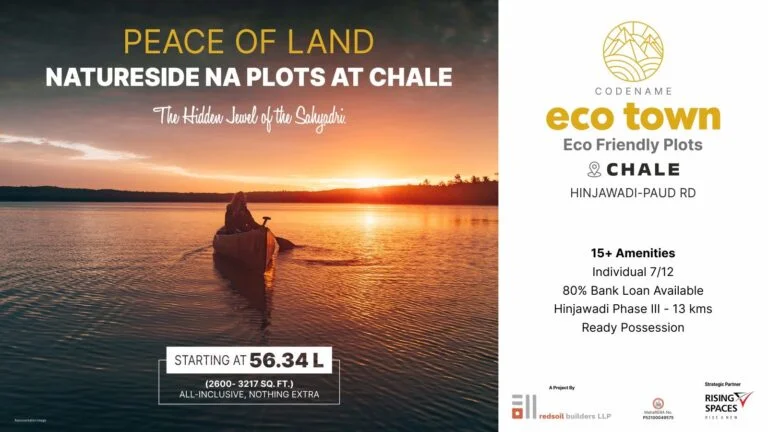 PEACE OF LAND
NATURESIDE NA PLOTS AT CHALE
The Hidden Jewel of the Sahyadri.
STARTING AT 56.34 L
(2600- 3217 SQ. FT.)
ALL-INCLUSIVE, NOTHING EXTRA
CODENAME
eco town
Eco Friendly Plots
CHALE
HINJAWADI-PAUD RD
15+ Amenities
Individual 7/12
80% Bank Loan Available
Hinjawadi Phase III - 13 kms
Ready Possession
A Project By
redsoil builders LLP
MahaRERA No.
Strategic Partner
RISING
SPACES